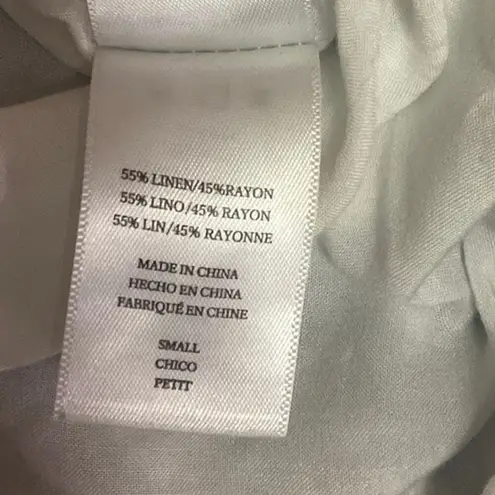 55% LINEN/45%RAYON
55% LINO/45% RAYON
55% LIN/45% RAYONNE
MADE IN CHINA
HECHO EN CHINA
FABRIQUÉ EN CHINE
SMALL
CHICO
PETIT